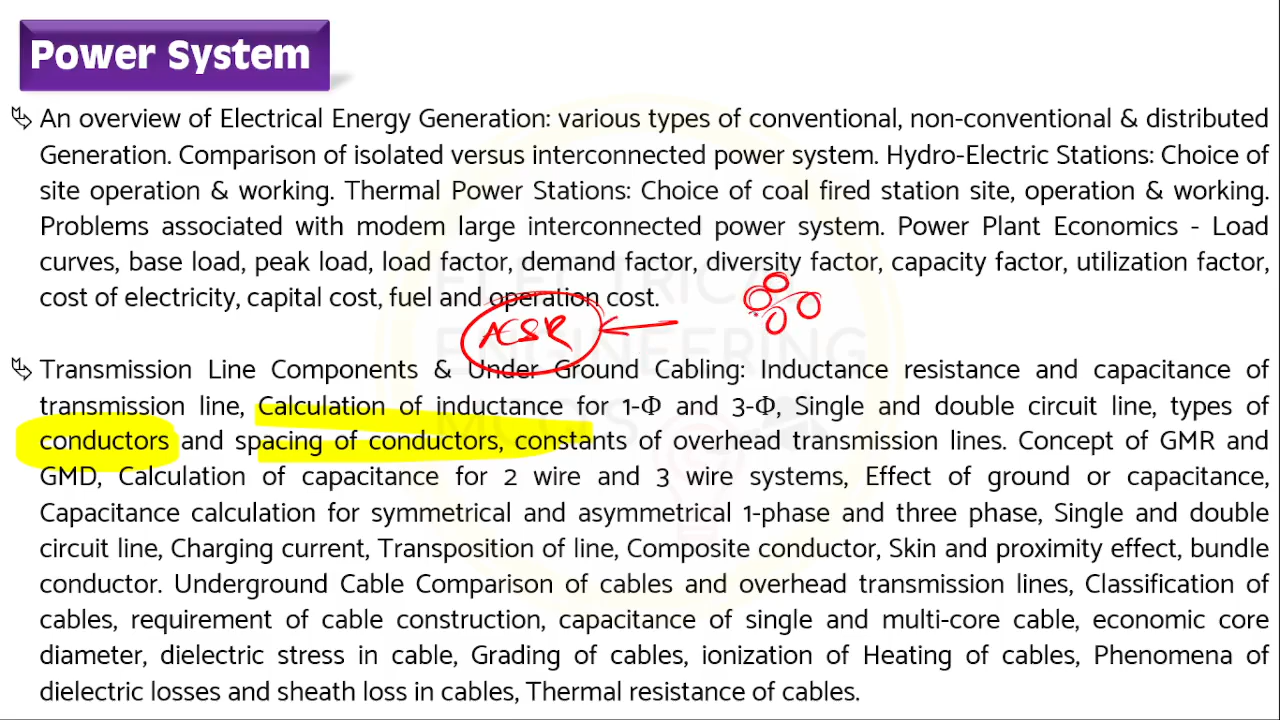 Power System
An overview of Electrical Energy Generation: various types of conventional, non-conventional & distributed
Generation. Comparison of isolated versus interconnected power system. Hydro-Electric Stations: Choice of
site operation & working. Thermal Power Stations: Choice of coal fired station site, operation & working.
Problems associated with modem large interconnected power system. Power Plant Economics - Load
curves, base load, peak load, load factor, demand factor, diversity factor, capacity factor, utilization factor,
cost of electricity, capital cost, fuel and operation cost.
ACSR
ELECTRICAL
ENGINEERING
MCQS
Transmission Line Components & Under Ground Cabling: Inductance resistance and capacitance of
transmission line, Calculation of inductance for 1-Φ and 3-Φ, Single and double circuit line, types of
conductors and spacing of conductors, constants of overhead transmission lines. Concept of GMR and
GMD, Calculation of capacitance for 2 wire and 3 wire systems, Effect of ground or capacitance,
Capacitance calculation for symmetrical and asymmetrical 1-phase and three phase, Single and double
circuit line, Charging current, Transposition of line, Composite conductor, Skin and proximity effect, bundle
conductor. Underground Cable Comparison of cables and overhead transmission lines, Classification of
cables, requirement of cable construction, capacitance of single and multi-core cable, economic core
diameter, dielectric stress in cable, Grading of cables, ionization of Heating of cables, Phenomena of
dielectric losses and sheath loss in cables, Thermal resistance of cables.